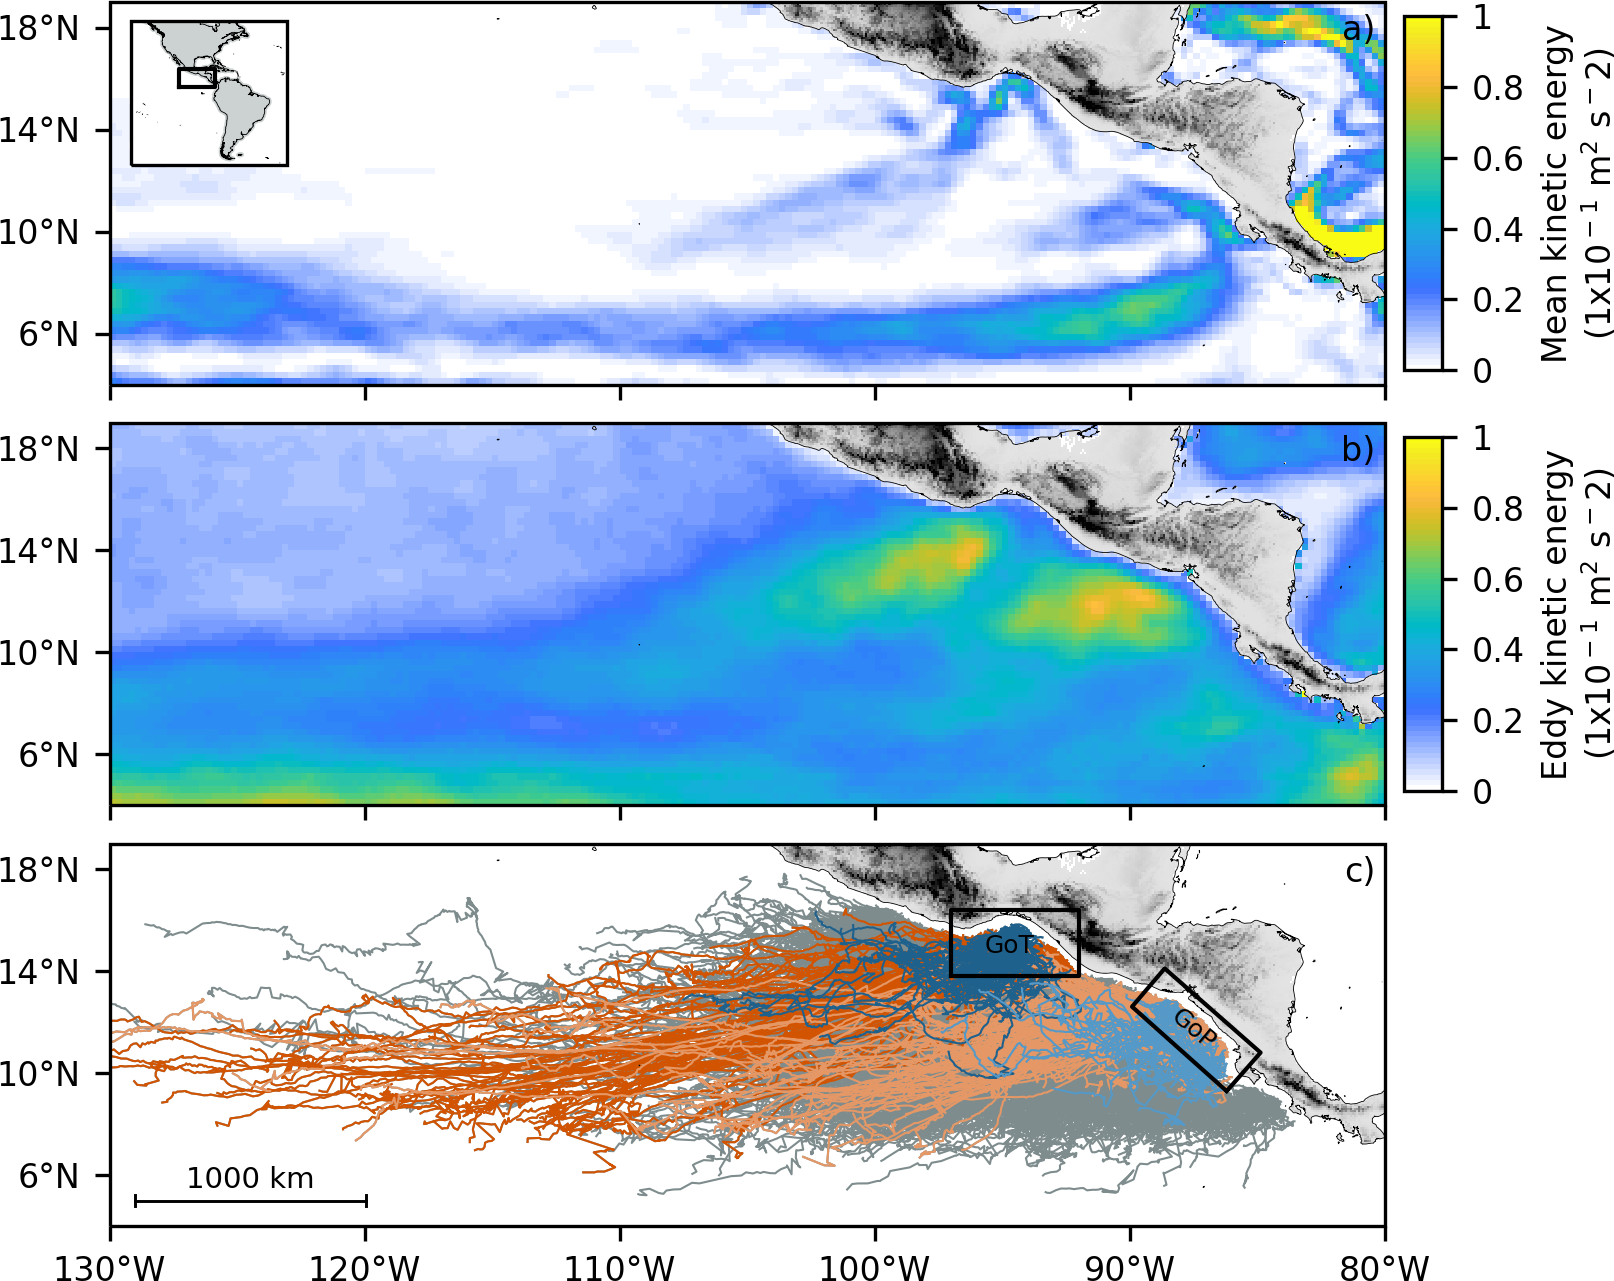 a)
18°N
14°N
10°N
6°N
1
0.8
0.6
0.4
0.2
0
Mean kinetic energy
(1x10⁻¹ m² s−2)
b)
18°N
14°N
10°N
6°N
1
0.8
0.6
0.4
0.2
0
Eddy kinetic energy
(1x10⁻¹ m² s−2)
c)
18°N
14°N
10°N
6°N
GoT
GoP
1000 km
130°W
120°W
110°W
100°W
90°W
80°W